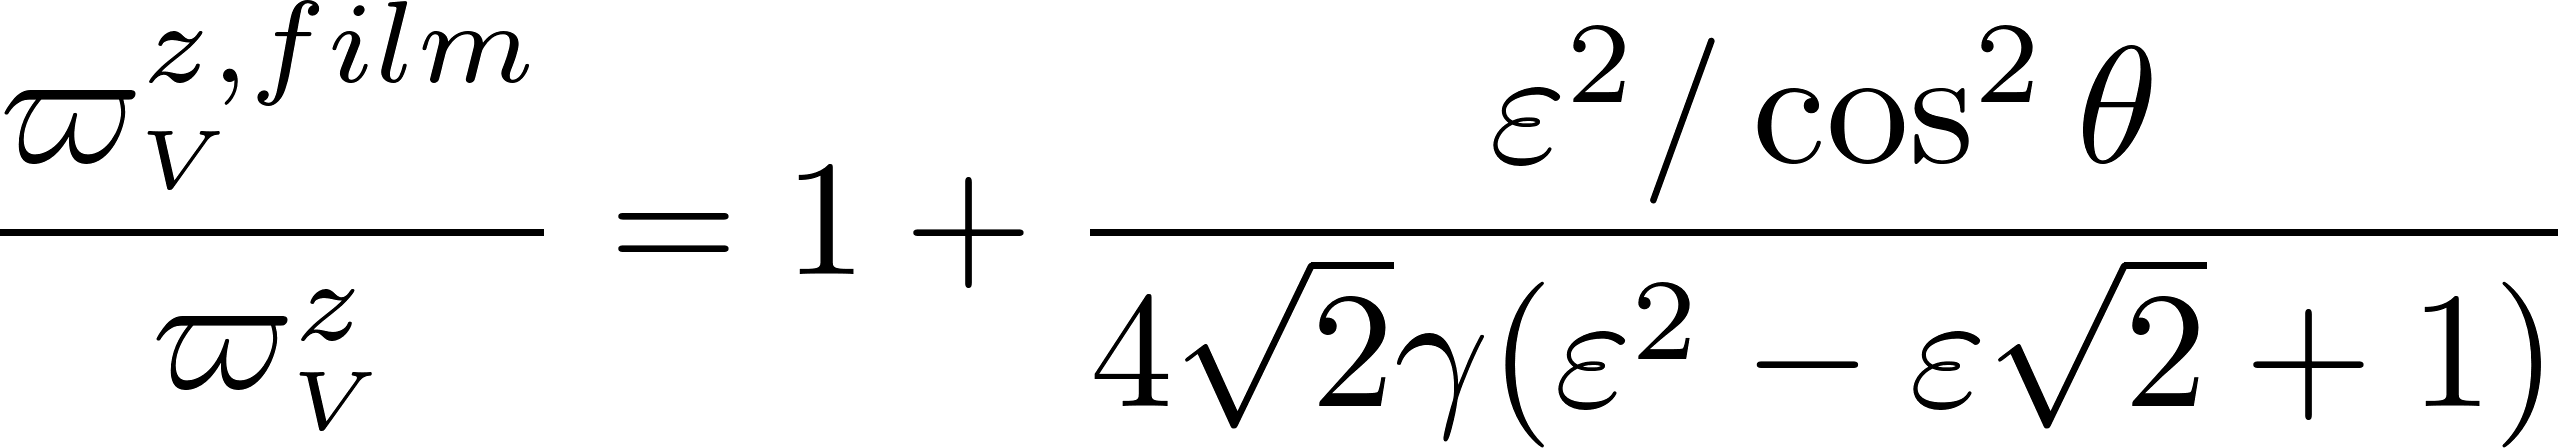 \frac{\varpi_V^{z,film}}{\varpi_V^z} = 1 + \frac{\varepsilon^2/\cos^2\theta}{4\sqrt{2}\gamma(\varepsilon^2 - \varepsilon\sqrt{2} + 1)}